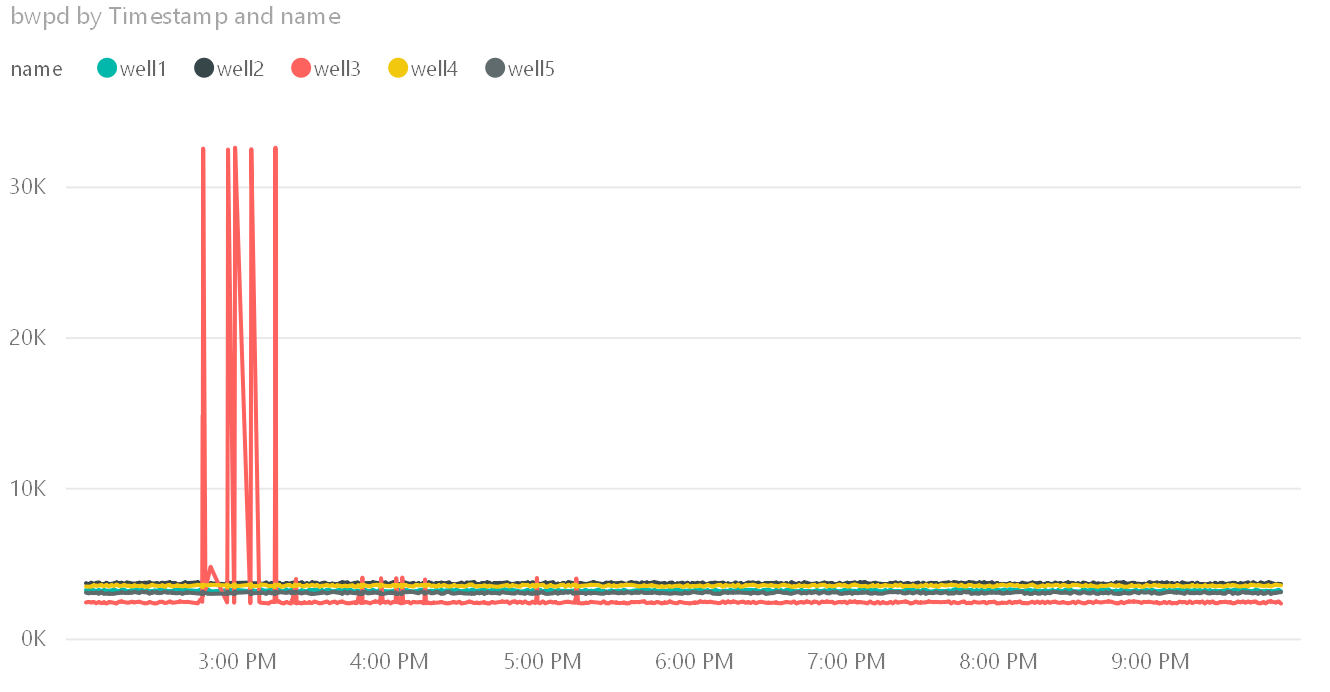 bwpd by Timestamp and name
name well1 well2 well3 well4 well5
30K
20K
10K
0K
3:00 PM 4:00 PM 5:00 PM 6:00 PM 7:00 PM 8:00 PM 9:00 PM